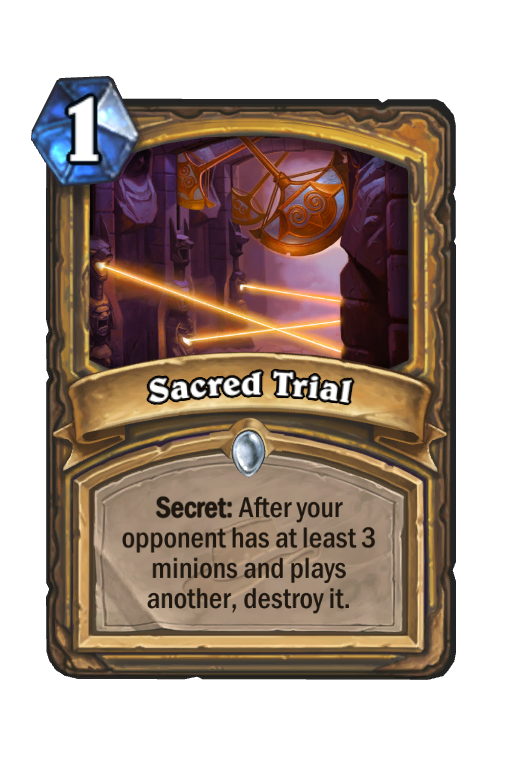 1
Sacred Trial
Secret: After your
opponent has at least 3
minions and plays
another, destroy it.